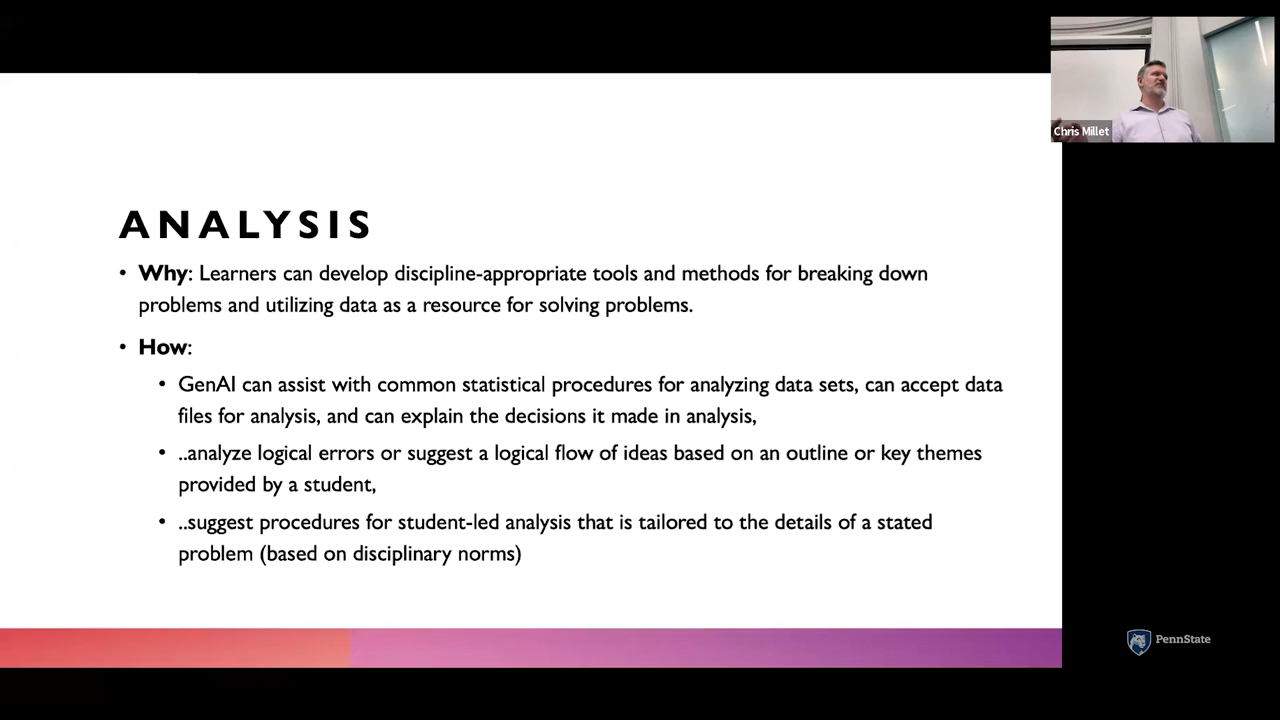 Chris Millet
ANALYSIS
• Why: Learners can develop discipline-appropriate tools and methods for breaking down
problems and utilizing data as a resource for solving problems.
• How:
• GenAI can assist with common statistical procedures for analyzing data sets, can accept data
files for analysis, and can explain the decisions it made in analysis,
• ..analyze logical errors or suggest a logical flow of ideas based on an outline or key themes
provided by a student,
• ..suggest procedures for student-led analysis that is tailored to the details of a stated
problem (based on disciplinary norms)
PennState